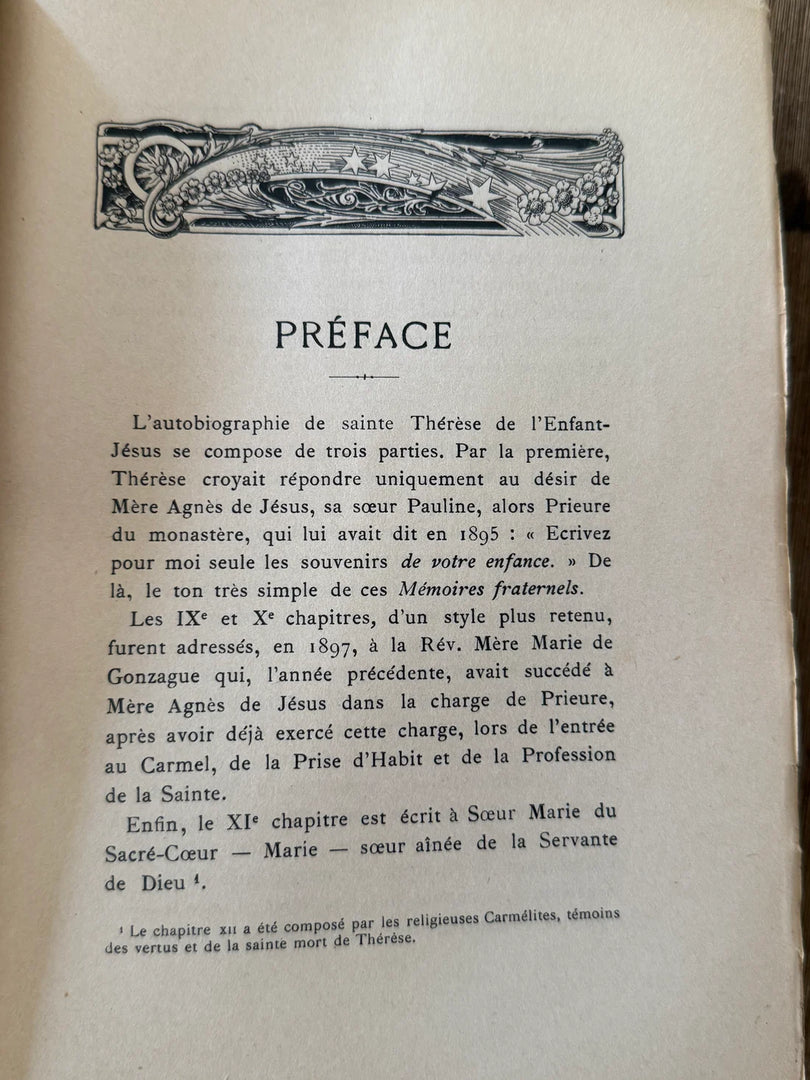 PRÉFACE
L'autobiographie de sainte Thérèse de l'Enfant-
Jésus se compose de trois parties. Par la première,
Thérèse croyait répondre uniquement au désir de
Mère Agnès de Jésus, sa sœur Pauline, alors Prieure
du monastère, qui lui avait dit en 1895 : « Ecrivez
pour moi seule les souvenirs de votre enfance. » De
là, le ton très simple de ces Mémoires fraternels.
Les IXe et Xe chapitres, d'un style plus retenu,
furent adressés, en 1897, à la Rév. Mère Marie de
Gonzague qui, l'année précédente, avait succédé à
Mère Agnès de Jésus dans la charge de Prieure,
après avoir déjà exercé cette charge, lors de l'entrée
au Carmel, de la Prise d'Habit et de la Profession
de la Sainte.
Enfin, le XIe chapitre est écrit à Sœur Marie du
Sacré-Cœur — Marie — sœur aînée de la Servante
de Dieu ¹.
¹ Le chapitre XII a été composé par les religieuses Carmélites, témoins
des vertus et de la sainte mort de Thérèse.